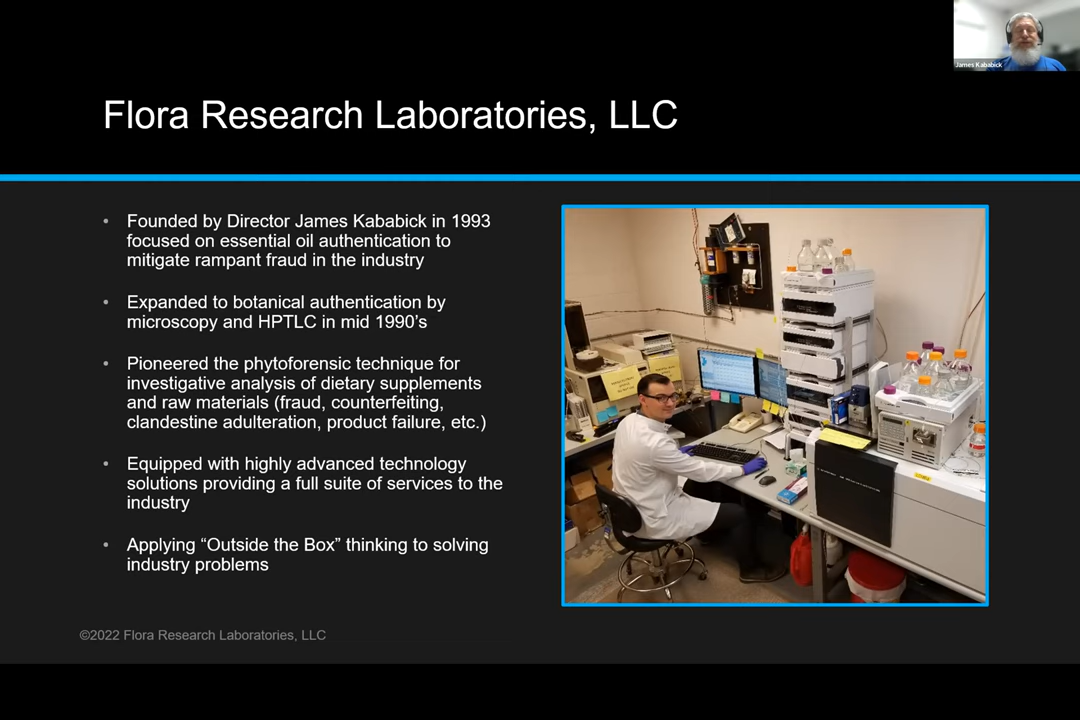 James Kababick
Flora Research Laboratories, LLC
• Founded by Director James Kababick in 1993
focused on essential oil authentication to
mitigate rampant fraud in the industry
• Expanded to botanical authentication by
microscopy and HPTLC in mid 1990's
• Pioneered the phytoforensic technique for
investigative analysis of dietary supplements
and raw materials (fraud, counterfeiting,
clandestine adulteration, product failure, etc.)
• Equipped with highly advanced technology
solutions providing a full suite of services to the
industry
• Applying “Outside the Box” thinking to solving
industry problems
©2022 Flora Research Laboratories, LLC